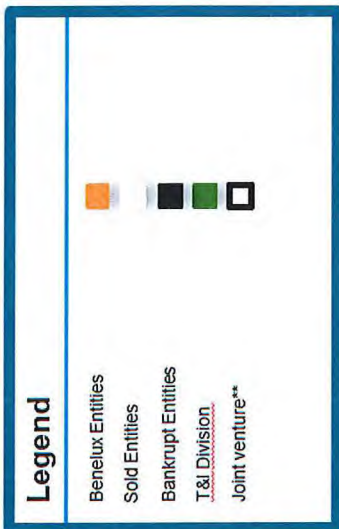 Legend
Benelux Entities
Sold Entities
Bankrupt Entities
T&I Division
Joint venture**